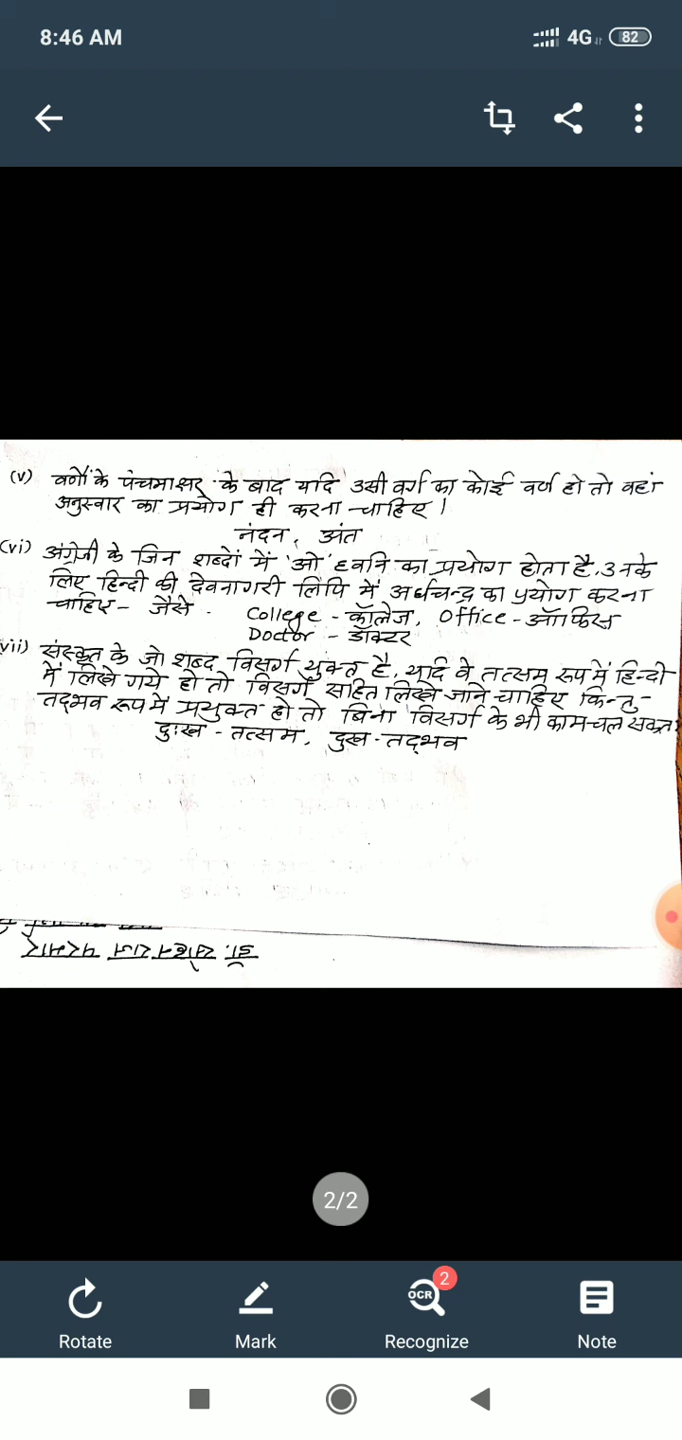 8:46 AM
4G 82
(v) वर्णों के पंचमाक्षर के बाद यदि उसी वर्ग का कोई वर्ण हो तो वहां
अनुस्वार का प्रयोग ही करना चाहिए।
नंदन, अंत
(vi) अंग्रेजी के जिन शब्दों में 'ओ' ध्वनि का प्रयोग होता है, उनके
लिए हिन्दी की देवनागरी लिपि में अर्धचन्द्र का प्रयोग करना
चाहिए - जैसे - College - कॉलेज, Office - ऑफिस
Doctor - डॉक्टर
vii) संस्कृत के जो शब्द विसर्ग युक्त है, यदि वे तत्सम रूप में हिन्दी
में लिखे गये हो तो विसर्ग सहित लिखे जाने चाहिए किन्तु -
तद्भव रूप में प्रयुक्त हो तो बिना विसर्ग के भी काम चल सकता
दुःख - तत्सम, दुख - तद्भव
डॉ. मोहन राज परमार
2/2
OCR 2
Rotate Mark Recognize Note